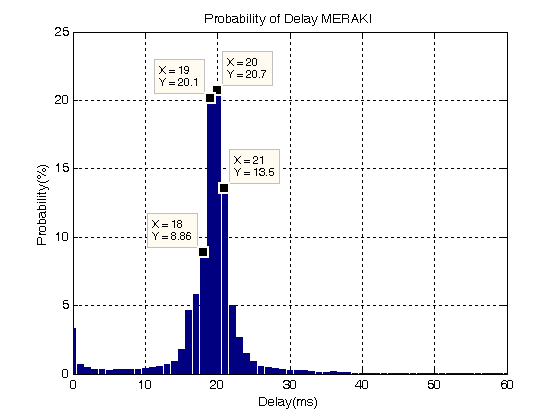 Probability of Delay MERAKI
25
20
15
10
5
0
Probability(%)
X = 19
Y = 20.1
X = 20
Y = 20.7
X = 21
Y = 13.5
X = 18
Y = 8.86
0 10 20 30 40 50 60
Delay(ms)